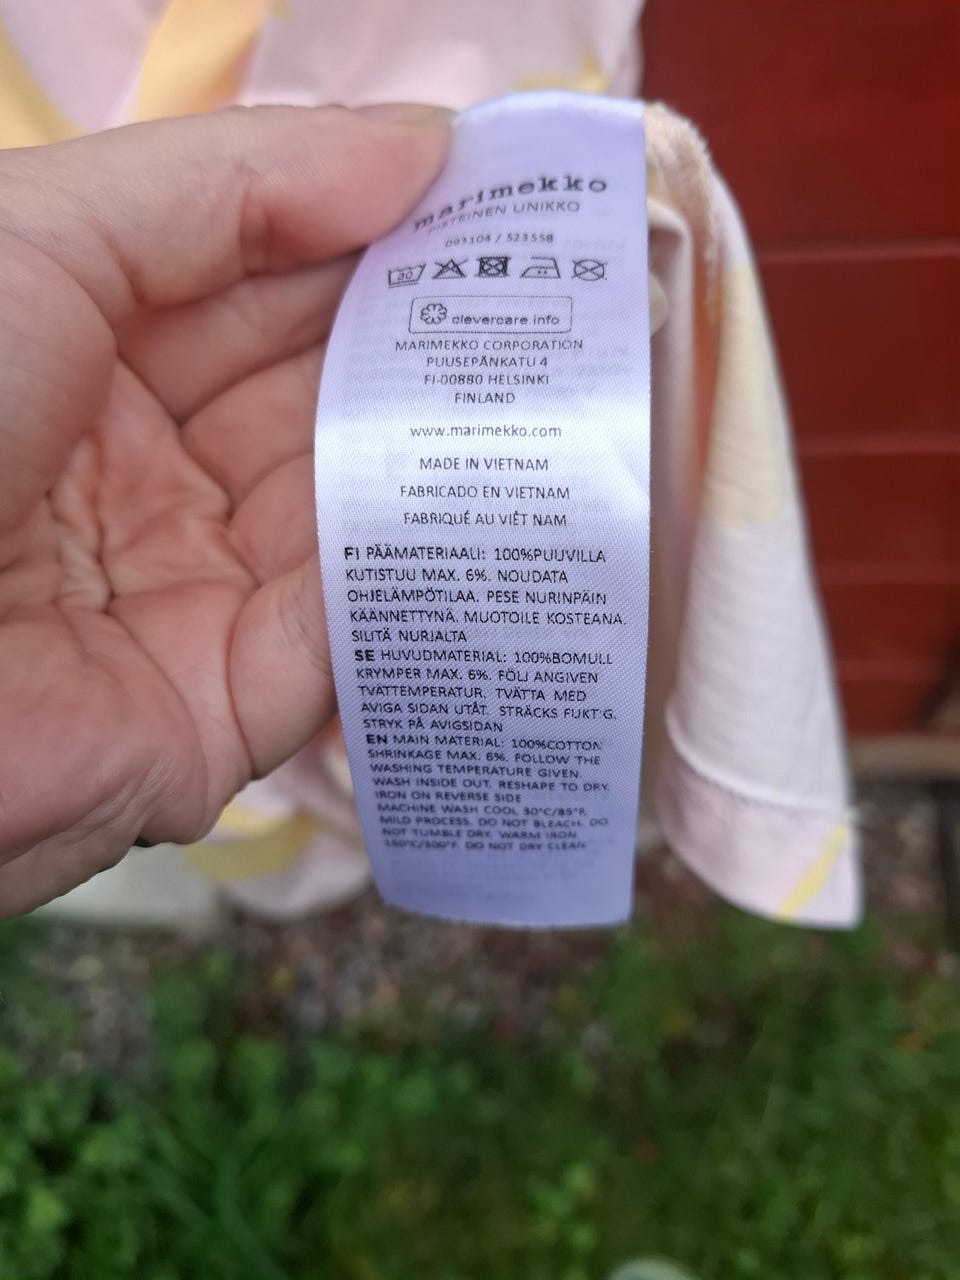 marimekko
PISTEINEN UNIKKO
093104 / 523558
30
clevercare.info
MARIMEKKO CORPORATION
PUUSEPÄNKATU 4
FI-00880 HELSINKI
FINLAND
www.marimekko.com
MADE IN VIETNAM
FABRICADO EN VIETNAM
FABRIQUÉ AU VIÊT NAM
FI PÄÄMATERIAALI: 100%PUUVILLA
KUTISTUU MAX. 6%. NOUDATA
OHJELÄMPÖTILAA. PESE NURINPÄIN
KÄÄNNETTYNÄ. MUOTOILE KOSTEANA.
SILITÄ NURJALTA
SE HUVUDMATERIAL: 100%BOMULL
KRYMPER MAX. 6%. FÖLJ ANGIVEN
TVÄTTEMPERATUR. TVÄTTA MED
AVIGA SIDAN UTÅT. STRÄCKS FUKTIG.
STRYK PÅ AVIGSIDAN
EN MAIN MATERIAL: 100%COTTON
SHRINKAGE MAX. 6%. FOLLOW THE
WASHING TEMPERATURE GIVEN.
WASH INSIDE OUT. RESHAPE TO DRY.
IRON ON REVERSE SIDE
MACHINE WASH COOL 30°C/85°F.
MILD PROCESS. DO NOT BLEACH. DO
NOT TUMBLE DRY. WARM IRON
150°C/300°F. DO NOT DRY CLEAN.